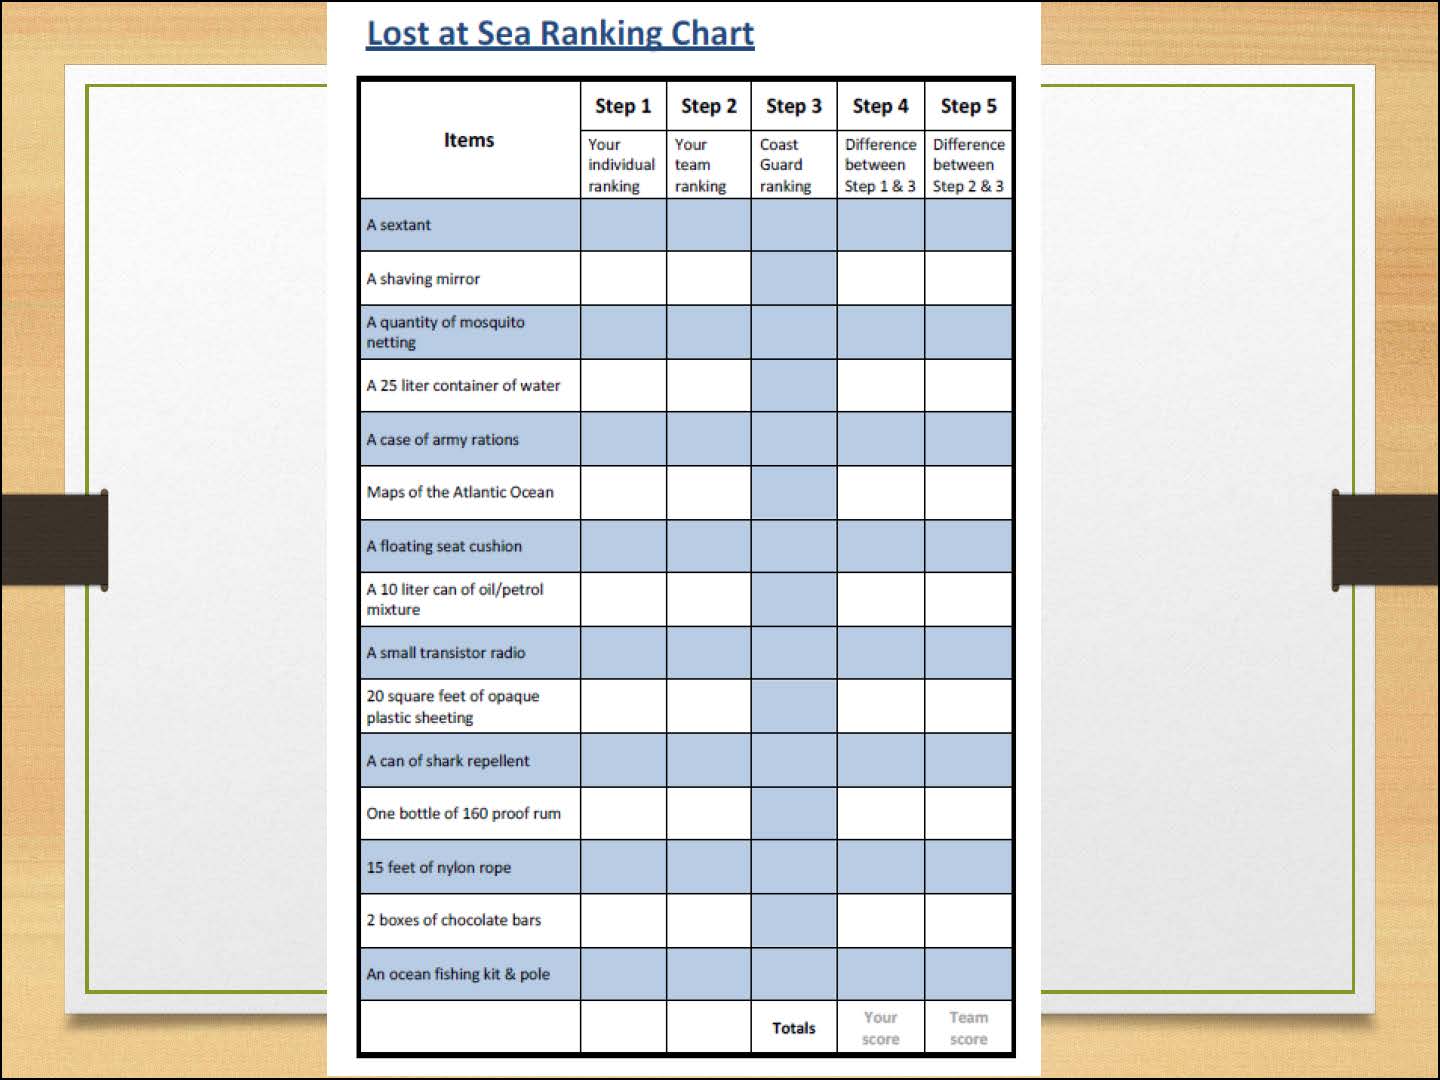 Lost at Sea Ranking Chart
Items
Step 1
Step 2
Step 3
Step 4
Step 5
Your
individual
ranking
Your
team
ranking
Coast
Guard
ranking
Difference
between
Step 1 & 3
Difference
between
Step 2 & 3
A sextant
A shaving mirror
A quantity of mosquito
netting
A 25 liter container of water
A case of army rations
Maps of the Atlantic Ocean
A floating seat cushion
A 10 liter can of oil/petrol
mixture
A small transistor radio
20 square feet of opaque
plastic sheeting
A can of shark repellent
One bottle of 160 proof rum
15 feet of nylon rope
2 boxes of chocolate bars
An ocean fishing kit & pole
Totals
Your
score
Team
score